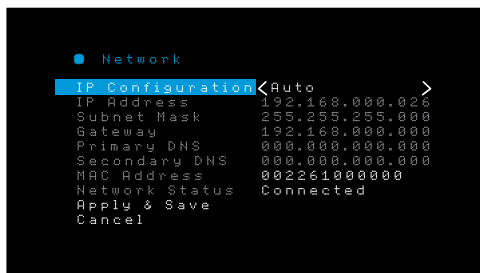 Network
IP Configuration < Auto >
IP Address 192.168.000.026
Subnet Mask 255.255.255.000
Gateway 192.168.000.000
Primary DNS 000.000.000.000
Secondary DNS 000.000.000.000
MAC Address 002261000000
Network Status Connected
Apply & Save
Cancel